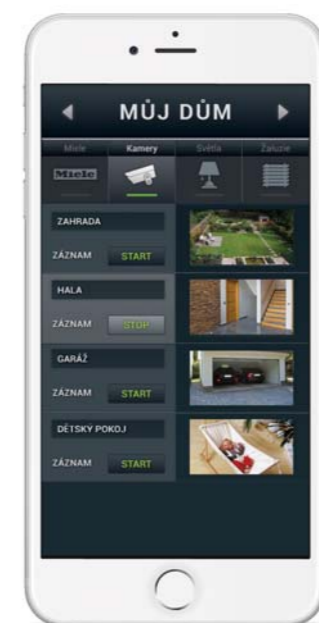 MŮJ DŮM
Miele Kamery Světla Žaluzie
Miele
ZAHRADA
ZÁZNAM START
HALA
ZÁZNAM STOP
GARÁŽ
ZÁZNAM START
DĚTSKÝ POKOJ
ZÁZNAM START